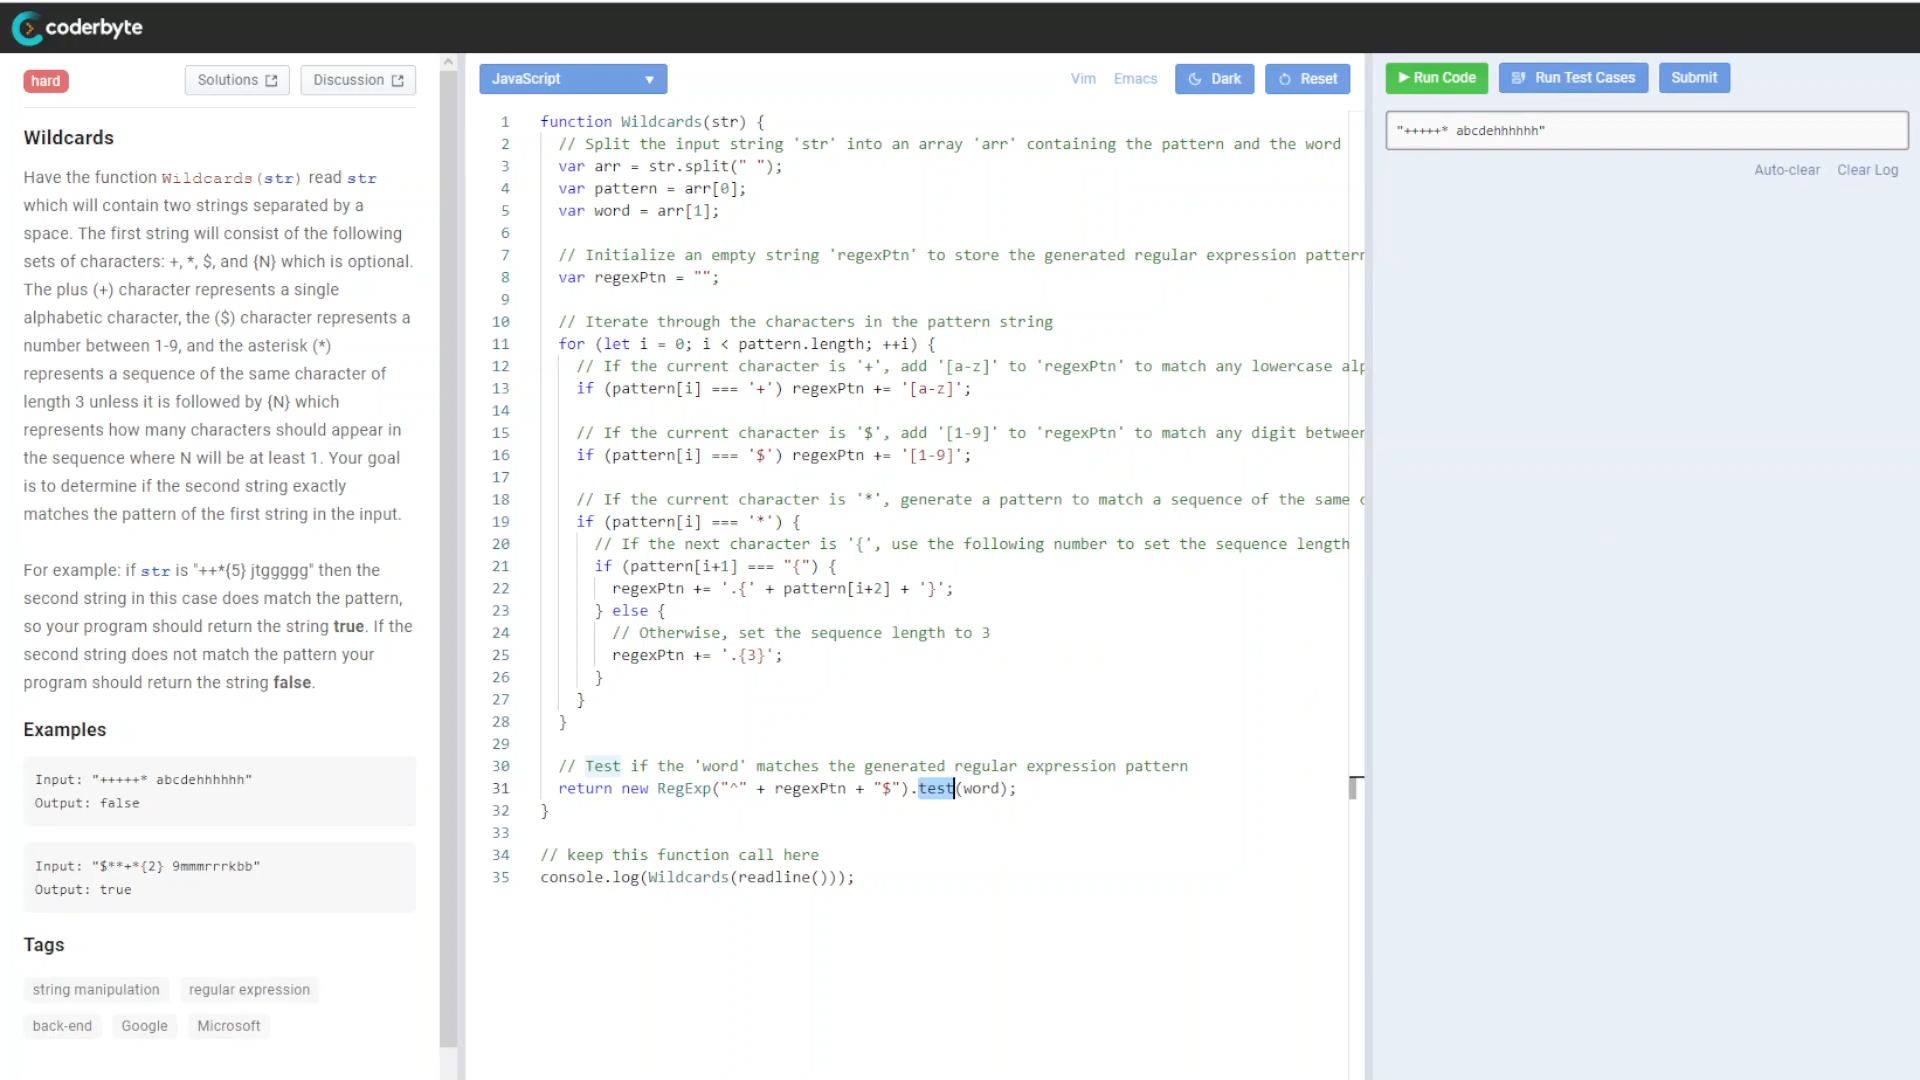 coderbyte
hard
Solutions
Discussion
Wildcards
Have the function Wildcards(str) read str
which will contain two strings separated by a
space. The first string will consist of the following
sets of characters: +, *, $, and {N} which is optional.
The plus (+) character represents a single
alphabetic character, the ($) character represents a
number between 1-9, and the asterisk (*)
represents a sequence of the same character of
length 3 unless it is followed by {N} which
represents how many characters should appear in
the sequence where N will be at least 1. Your goal
is to determine if the second string exactly
matches the pattern of the first string in the input.
For example: if str is "++*{5} jtggggg" then the
second string in this case does match the pattern,
so your program should return the string true. If the
second string does not match the pattern your
program should return the string false.
Examples
Input: "+++++* abcdehhhhhh"
Output: false
Input: "$**+*{2} 9mmmrrrkbb"
Output: true
Tags
string manipulation
regular expression
back-end
Google
Microsoft
JavaScript
Vim
Emacs
Dark
Reset
1 function Wildcards(str) {
2 // Split the input string 'str' into an array 'arr' containing the pattern and the word
3 var arr = str.split(" ");
4 var pattern = arr[0];
5 var word = arr[1];
6
7 // Initialize an empty string 'regexPtn' to store the generated regular expression pattern
8 var regexPtn = "";
9
10 // Iterate through the characters in the pattern string
11 for (let i = 0; i < pattern.length; ++i) {
12 // If the current character is '+', add '[a-z]' to 'regexPtn' to match any lowercase alp
13 if (pattern[i] === '+') regexPtn += '[a-z]';
14
15 // If the current character is '$', add '[1-9]' to 'regexPtn' to match any digit between
16 if (pattern[i] === '$') regexPtn += '[1-9]';
17
18 // If the current character is '*', generate a pattern to match a sequence of the same c
19 if (pattern[i] === '*') {
20 // If the next character is '{', use the following number to set the sequence length
21 if (pattern[i+1] === "{") {
22 regexPtn += '.{' + pattern[i+2] + '}';
23 } else {
24 // Otherwise, set the sequence length to 3
25 regexPtn += '.{3}';
26 }
27 }
28 }
29
30 // Test if the 'word' matches the generated regular expression pattern
31 return new RegExp("^" + regexPtn + "$").test(word);
32 }
33
34 // keep this function call here
35 console.log(Wildcards(readline()));
Run Code
Run Test Cases
Submit
"+++++* abcdehhhhhh"
Auto-clear
Clear Log